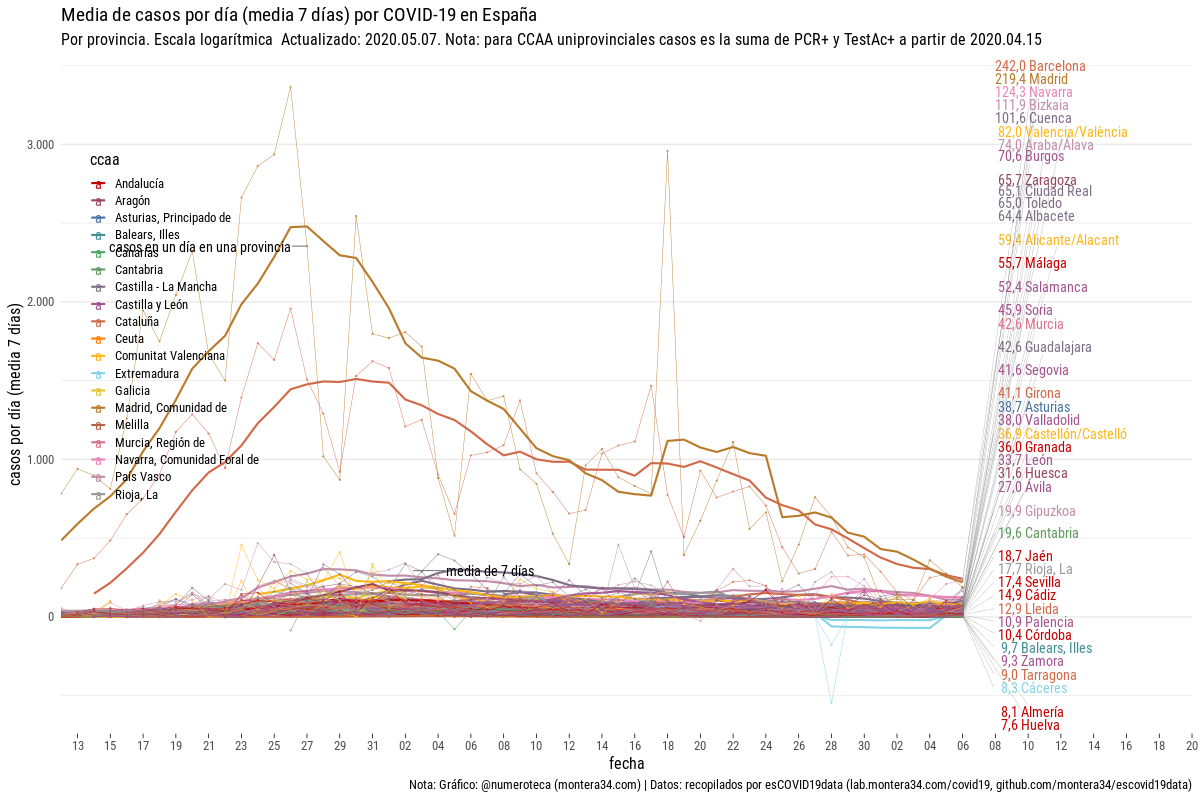 Media de casos por día (media 7 días) por COVID-19 en España
Por provincia. Escala logarítmica  Actualizado: 2020.05.07. Nota: para CCAA uniprovinciales casos es la suma de PCR+ y TestAc+ a partir de 2020.04.15
casos por día (media 7 días)
3.000
2.000
1.000
0
ccaa
Andalucía
Aragón
Asturias, Principado de
Balears, Illes
casos en un día en una provincia
Canarias
Cantabria
Castilla - La Mancha
Castilla y León
Cataluña
Ceuta
Comunitat Valenciana
Extremadura
Galicia
Madrid, Comunidad de
Melilla
Murcia, Región de
Navarra, Comunidad Foral de
País Vasco
Rioja, La
media de 7 días
242,0 Barcelona
219,4 Madrid
124,3 Navarra
111,9 Bizkaia
101,6 Cuenca
82,0 Valencia/València
74,0 Araba/Álava
70,6 Burgos
65,7 Zaragoza
65,1 Ciudad Real
65,0 Toledo
64,4 Albacete
59,4 Alicante/Alacant
55,7 Málaga
52,4 Salamanca
45,9 Soria
42,6 Murcia
42,6 Guadalajara
41,6 Segovia
41,1 Girona
38,7 Asturias
38,0 Valladolid
36,9 Castellón/Castelló
36,0 Granada
33,7 León
31,6 Huesca
27,0 Ávila
19,9 Gipuzkoa
19,6 Cantabria
18,7 Jaén
17,7 Rioja, La
17,4 Sevilla
14,9 Cádiz
12,9 Lleida
10,9 Palencia
10,4 Córdoba
9,7 Balears, Illes
9,3 Zamora
9,0 Tarragona
8,3 Cáceres
8,1 Almería
7,6 Huelva
13 15 17 19 21 23 25 27 29 31 02 04 06 08 10 12 14 16 18 20 22 24 26 28 30 02 04 06 08 10 12 14 16 18 20
fecha
Nota: Gráfico: @numeroteca (montera34.com) | Datos: recopilados por esCOVID19data (lab.montera34.com/covid19, github.com/montera34/escovid19data)